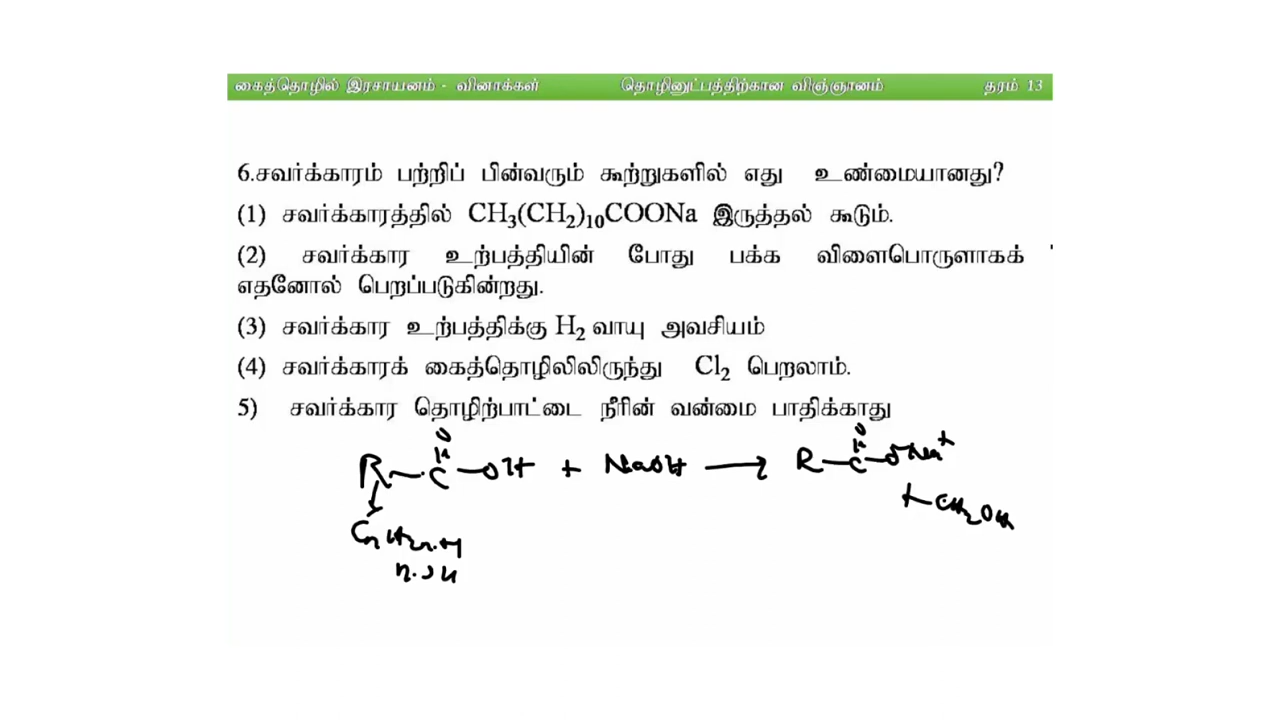 கைத்தொழில் இரசாயனம் - வினாக்கள் தொழினுட்பத்திற்கான விஞ்ஞானம் தரம் 13
6.சவர்க்காரம் பற்றிப் பின்வரும் கூற்றுகளில் எது உண்மையானது?
(1) சவர்க்காரத்தில் CH₃(CH₂)₁₀COONa இருத்தல் கூடும்.
(2) சவர்க்கார உற்பத்தியின் போது பக்க விளைபொருளாகக்
எதனோல் பெறப்படுகின்றது.
(3) சவர்க்கார உற்பத்திக்கு H₂ வாயு அவசியம்
(4) சவர்க்காரக் கைத்தொழிலிலிருந்து Cl₂ பெறலாம்.
5) சவர்க்கார தொழிற்பாட்டை நீரின் வன்மை பாதிக்காது
O O
R - C - OH + NaOH → R - C - O⁻Na⁺
+ CH₂OH